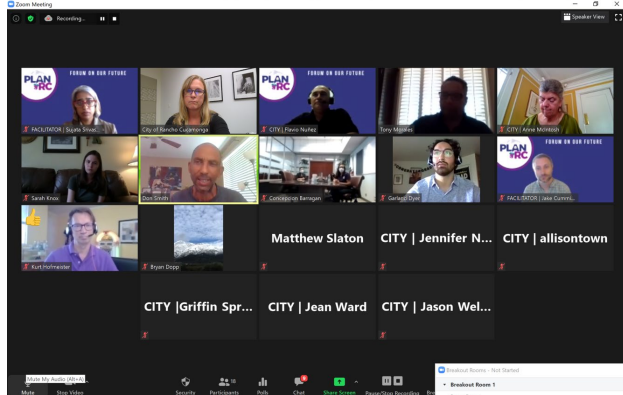 Zoom Meeting
Recording...
Speaker View
FORUM ON OUR FUTURE
PLAN
RC
FACILITATOR | Sujata Srivas...
City of Rancho Cucamonga
FORUM ON OUR FUTURE
PLAN
RC
CITY | Flavio Nuñez
Tony Morales
CITY | Anne McIntosh
Sarah Knox
Don Smith
Concepcion Barragan
Garland Dyer
FORUM ON OUR FUTURE
PLAN
RC
FACILITATOR | Jake Cummi...
Kurt Hofmeister
Bryan Dopp
Matthew Slaton
CITY | Jennifer N...
CITY | allisontown
CITY |Griffin Spr...
CITY | Jean Ward
CITY | Jason Wel...
Breakout Rooms - Not Started
Breakout Room 1
Mute My Audio (Alt+A)
Mute
Stop Video
Security
Participants
18
Polls
Chat
Share Screen
Pause/Stop Recording